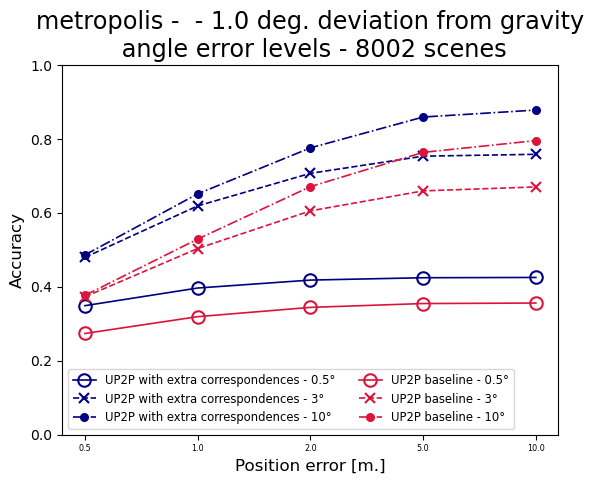 metropolis -  - 1.0 deg. deviation from gravity
angle error levels - 8002 scenes
1.0
0.8
0.6
0.4
0.2
0.0
Accuracy
UP2P with extra correspondences - 0.5°
UP2P with extra correspondences - 3°
UP2P with extra correspondences - 10°
UP2P baseline - 0.5°
UP2P baseline - 3°
UP2P baseline - 10°
0.5 1.0 2.0 5.0 10.0
Position error [m.]